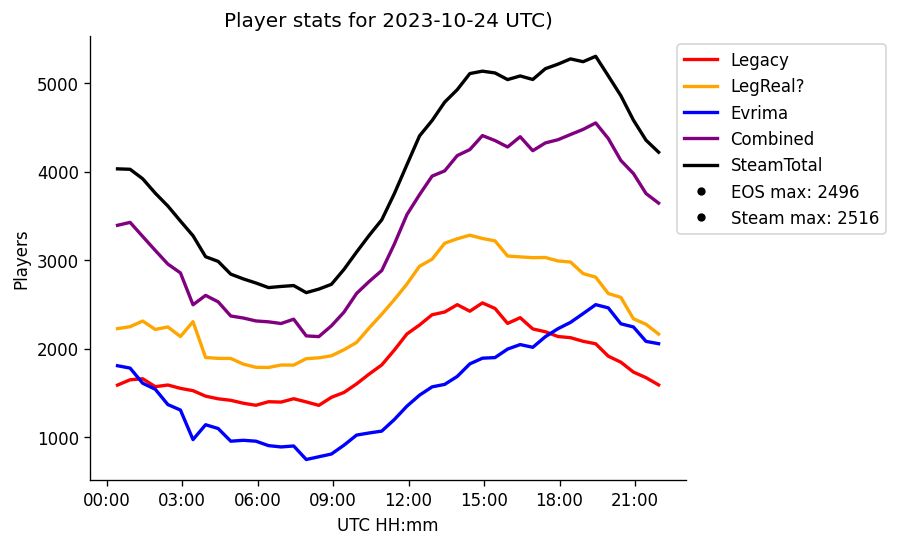 Player stats for 2023-10-24 UTC)
Legacy
LegReal?
Evrima
Combined
SteamTotal
EOS max: 2496
Steam max: 2516
Players
5000
4000
3000
2000
1000
00:00 03:00 06:00 09:00 12:00 15:00 18:00 21:00
UTC HH:mm